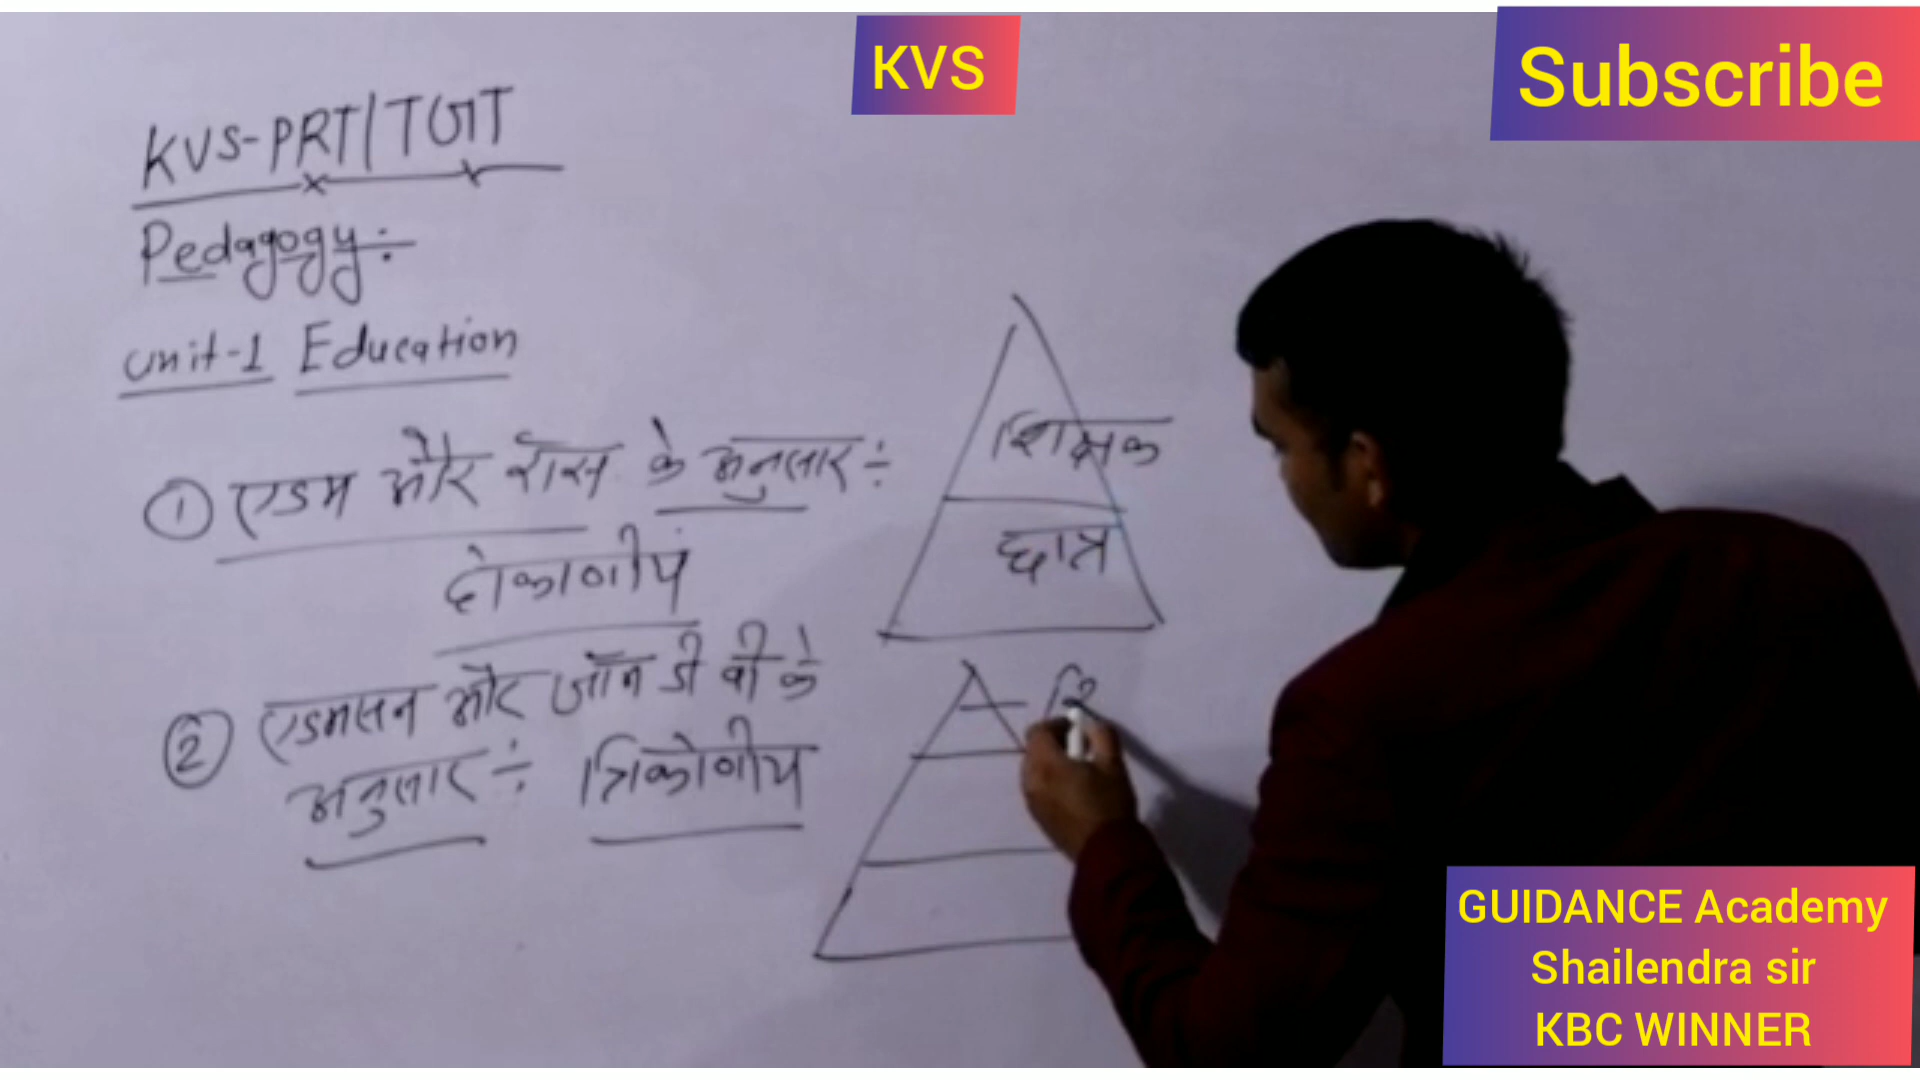 KVS
Subscribe
KVS-PRT/TGT
Pedagogy:-
Unit-1 Education
① एडम और रॉस के अनुसार ÷
दोकोणीय
② एडमसन और जॉन डी वी के
अनुसार ÷ त्रिकोणीय
शिक्षक
छात्र
GUIDANCE Academy
Shailendra sir
KBC WINNER